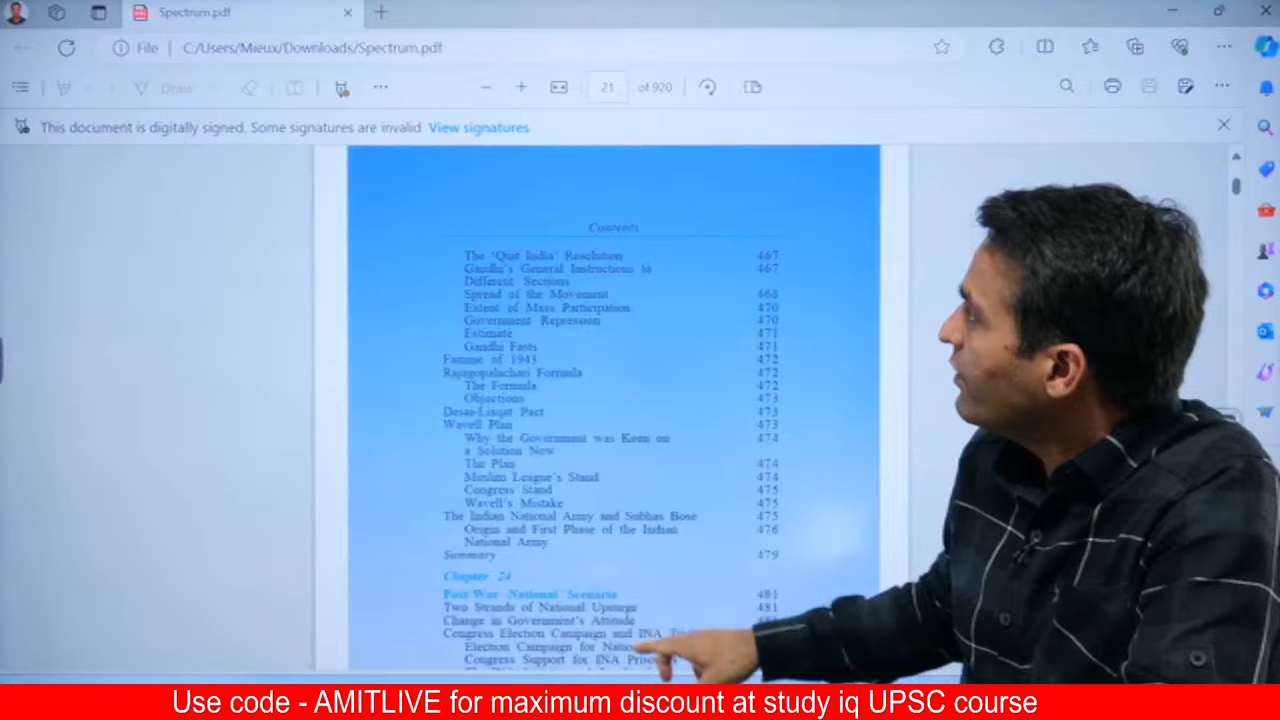 Spectrum.pdf
File C:/Users/Mieux/Downloads/Spectrum.pdf
Draw 21 of 920
This document is digitally signed. Some signatures are invalid. View signatures
Contents
The 'Quit India' Resolution 467
Gandhi's General Instructions to 467
Different Sections
Spread of the Movement 468
Extent of Mass Participation 470
Government Repression 470
Estimate 471
Gandhi Fasts 471
Famine of 1943 472
Rajagopalachari Formula 472
The Formula 472
Objections 473
Desai-Liaqat Pact 473
Wavell Plan 473
Why the Government was Keen on 474
a Solution Now
The Plan 474
Muslim League's Stand 474
Congress Stand 475
Wavell's Mistake 475
The Indian National Army and Subhas Bose 475
Origin and First Phase of the Indian 476
National Army
Summary 479
Chapter 24
Post-War National Scenario 481
Two Strands of National Upsurge 481
Change in Government's Attitude
Congress Election Campaign and INA
Election Campaign for
Congress Support for INA
Use code - AMITLIVE for maximum discount at study iq UPSC course